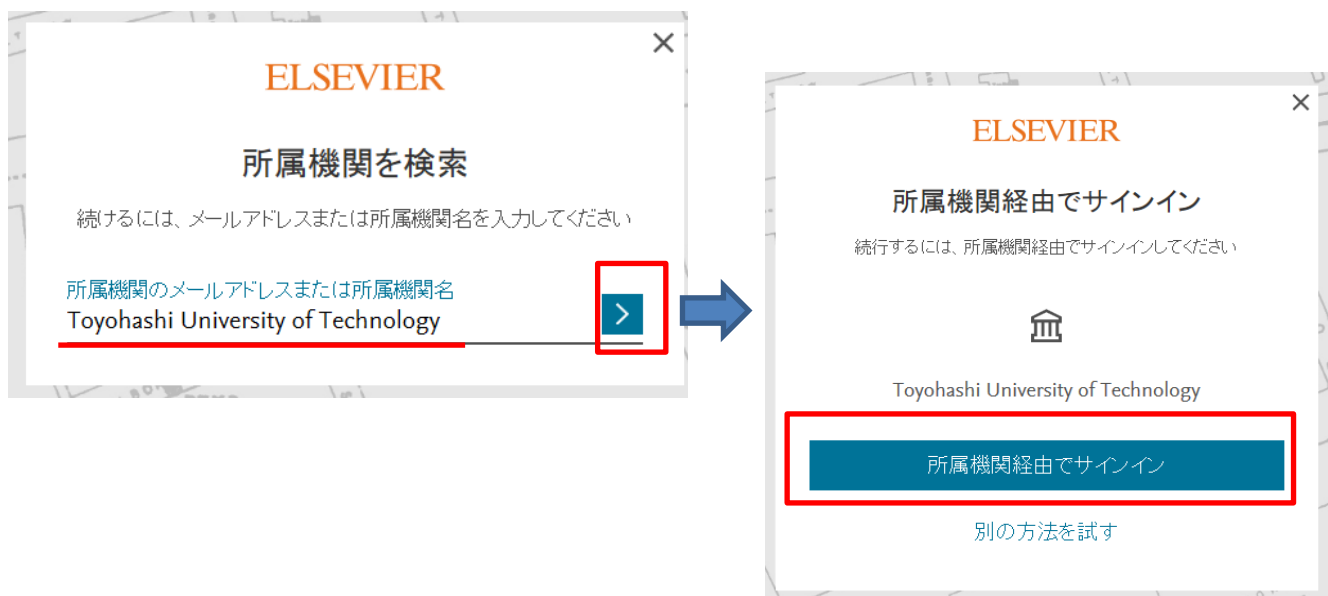 ELSEVIER
所属機関を検索
続けるには、メールアドレスまたは所属機関名を入力してください
所属機関のメールアドレスまたは所属機関名
Toyohashi University of Technology
ELSEVIER
所属機関経由でサインイン
続行するには、所属機関経由でサインインしてください
Toyohashi University of Technology
所属機関経由でサインイン
別の方法を試す